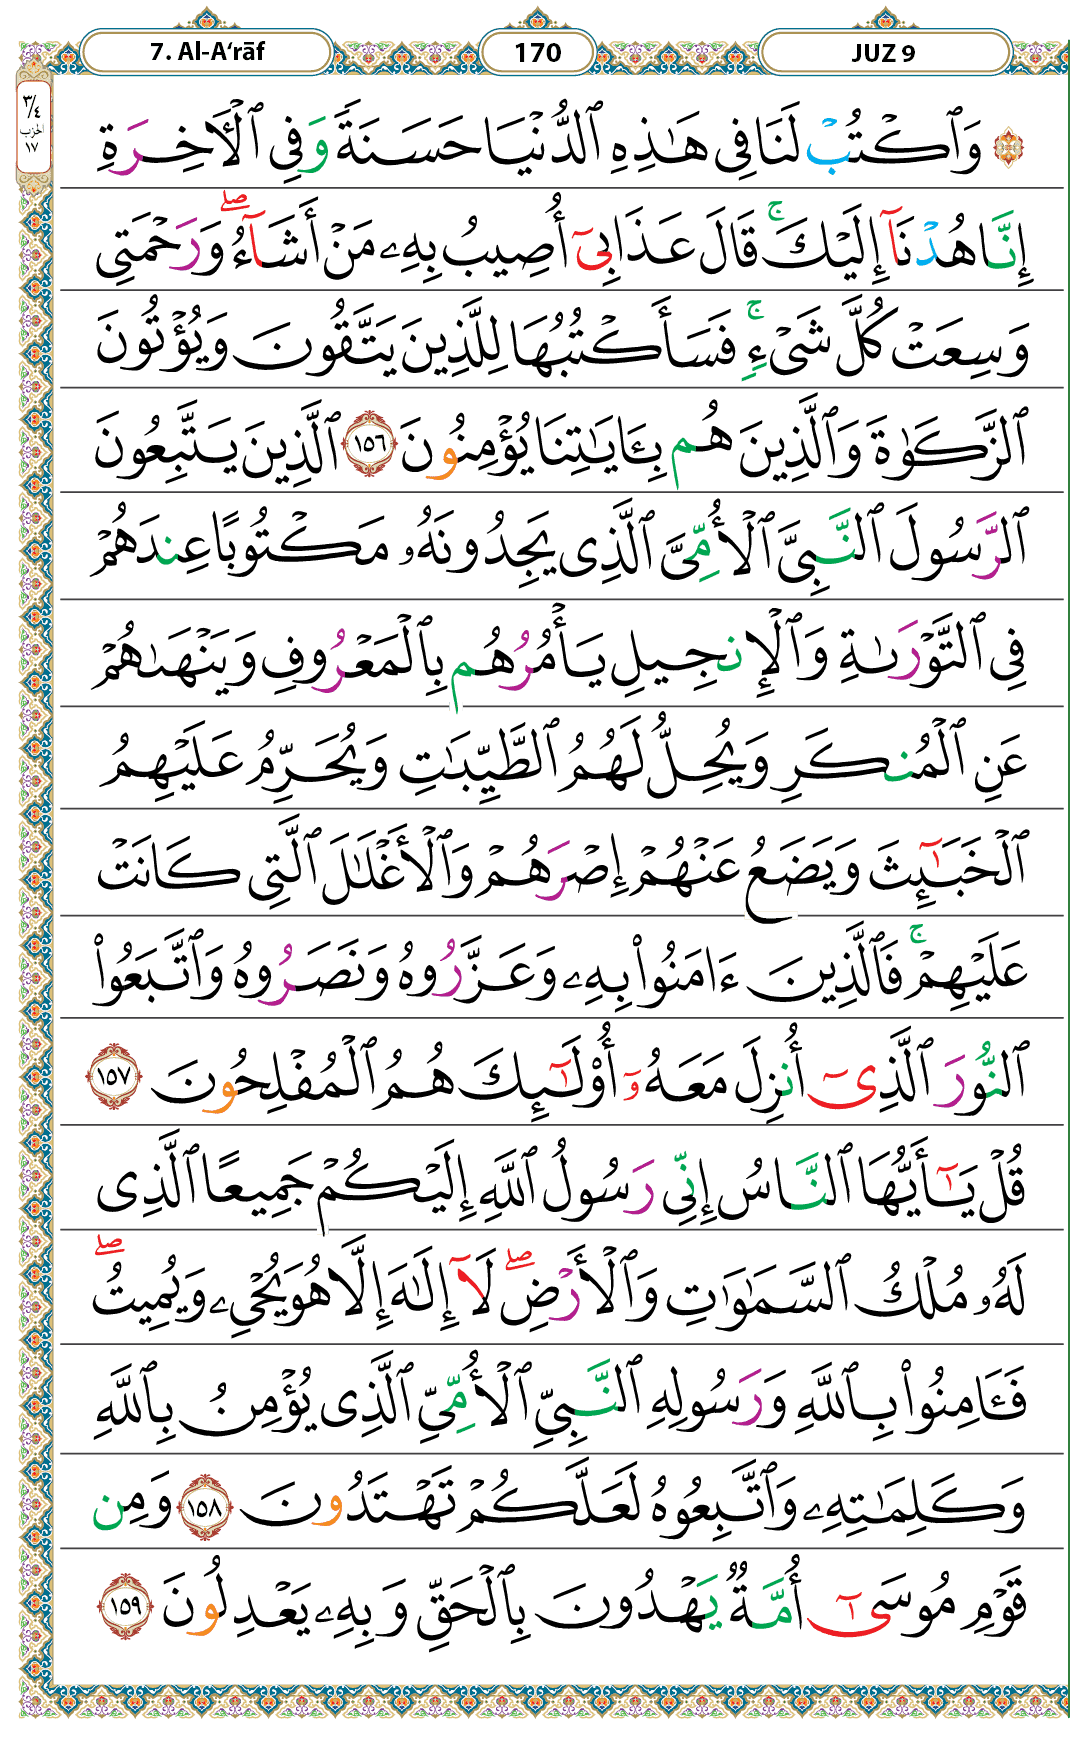 7. Al-A‘rāf
170
JUZ 9
٣/٤
الحزب
١٧
۞ وَٱكْتُبْ لَنَا فِى هَـٰذِهِ ٱلدُّنْيَا حَسَنَةً وَفِى ٱلْـَٔاخِرَةِ
إِنَّا هُدْنَآ إِلَيْكَ ۚ قَالَ عَذَابِىٓ أُصِيبُ بِهِۦ مَنْ أَشَآءُ ۖ وَرَحْمَتِى
وَسِعَتْ كُلَّ شَىْءٍ ۚ فَسَأَكْتُبُهَا لِلَّذِينَ يَتَّقُونَ وَيُؤْتُونَ
ٱلزَّكَوٰةَ وَٱلَّذِينَ هُم بِـَٔايَـٰتِنَا يُؤْمِنُونَ ١٥٦ ٱلَّذِينَ يَتَّبِعُونَ
ٱلرَّسُولَ ٱلنَّبِىَّ ٱلْأُمِّىَّ ٱلَّذِى يَجِدُونَهُۥ مَكْتُوبًا عِندَهُمْ
فِى ٱلتَّوْرَىٰةِ وَٱلْإِنجِيلِ يَأْمُرُهُم بِٱلْمَعْرُوفِ وَيَنْهَىٰهُمْ
عَنِ ٱلْمُنكَرِ وَيُحِلُّ لَهُمُ ٱلطَّيِّبَـٰتِ وَيُحَرِّمُ عَلَيْهِمُ
ٱلْخَبَـٰٓئِثَ وَيَضَعُ عَنْهُمْ إِصْرَهُمْ وَٱلْأَغْلَـٰلَ ٱلَّتِى كَانَتْ
عَلَيْهِمْ ۚ فَٱلَّذِينَ ءَامَنُوا۟ بِهِۦ وَعَزَّرُوهُ وَنَصَرُوهُ وَٱتَّبَعُوا۟
ٱلنُّورَ ٱلَّذِىٓ أُنزِلَ مَعَهُۥٓ أُو۟لَـٰٓئِكَ هُمُ ٱلْمُفْلِحُونَ ١٥٧
قُلْ يَـٰٓأَيُّهَا ٱلنَّاسُ إِنِّى رَسُولُ ٱللَّهِ إِلَيْكُمْ جَمِيعًا ٱلَّذِى
لَهُۥ مُلْكُ ٱلسَّمَـٰوَٰتِ وَٱلْأَرْضِ ۖ لَآ إِلَـٰهَ إِلَّا هُوَ يُحْىِۦ وَيُمِيتُ ۖ
فَـَٔامِنُوا۟ بِٱللَّهِ وَرَسُولِهِ ٱلنَّبِىِّ ٱلْأُمِّىِّ ٱلَّذِى يُؤْمِنُ بِٱللَّهِ
وَكَلِمَـٰتِهِۦ وَٱتَّبِعُوهُ لَعَلَّكُمْ تَهْتَدُونَ ١٥٨ وَمِن
قَوْمِ مُوسَىٰٓ أُمَّةٌ يَهْدُونَ بِٱلْحَقِّ وَبِهِۦ يَعْدِلُونَ ١٥٩